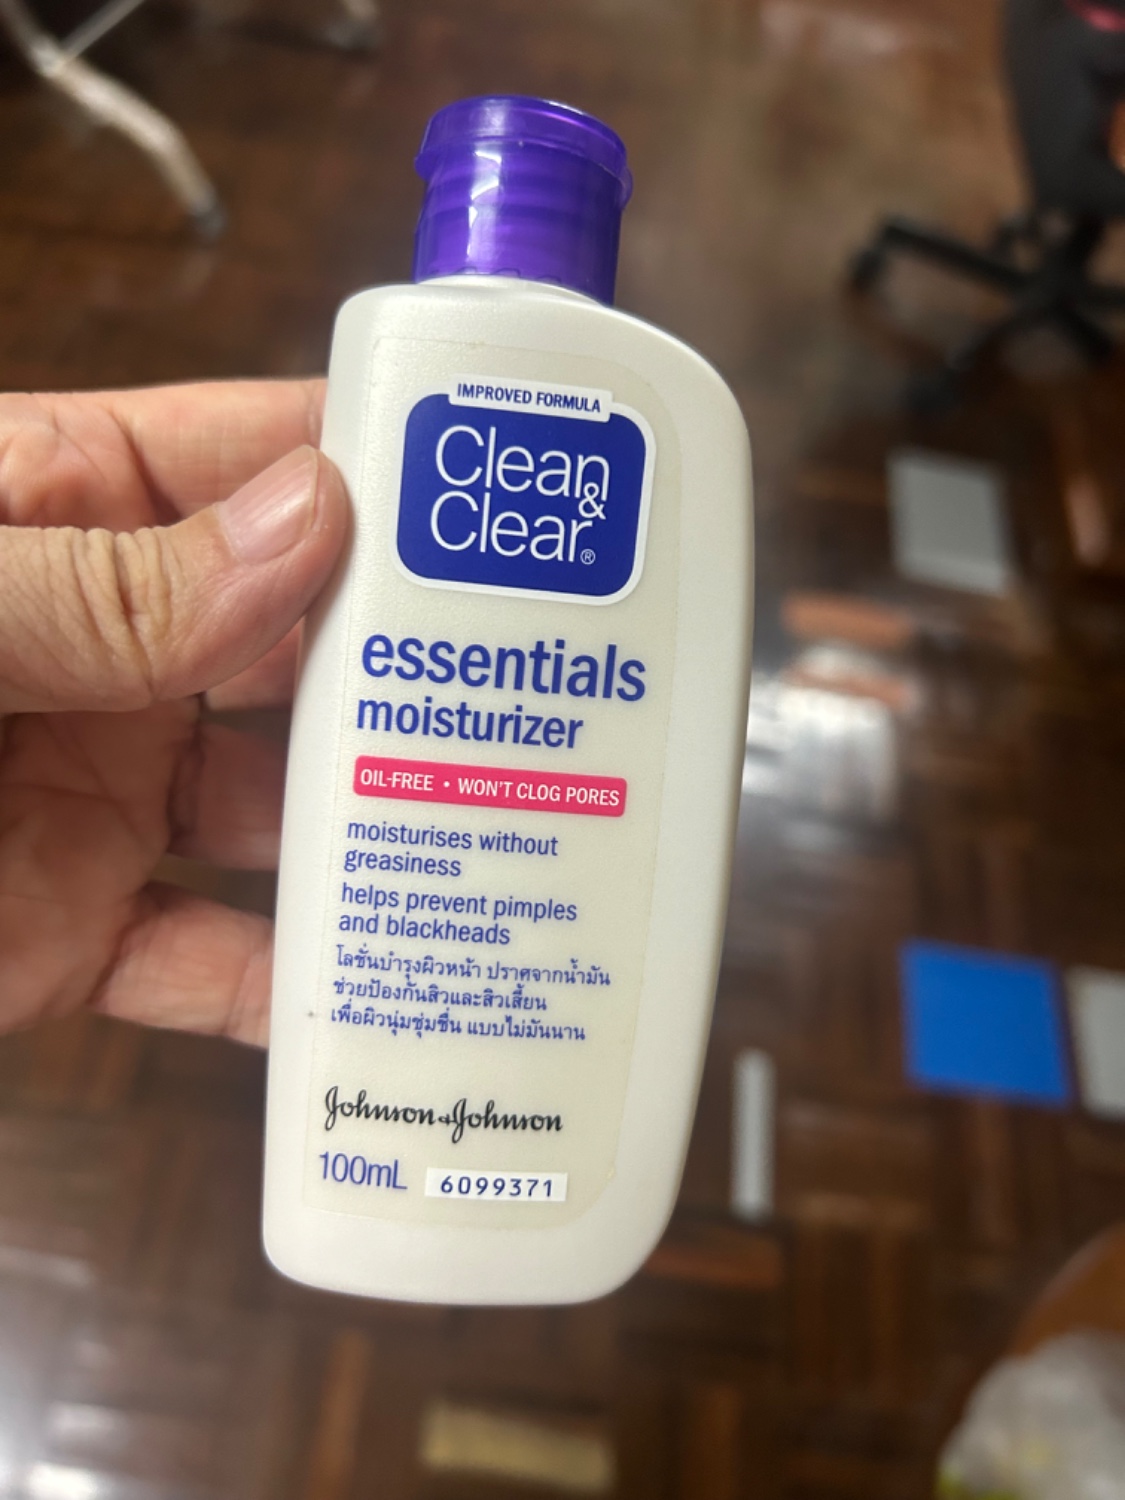 IMPROVED FORMULA
Clean
&
Clear®
essentials
moisturizer
OIL-FREE • WON'T CLOG PORES
moisturises without
greasiness
helps prevent pimples
and blackheads
โลชั่นบำรุงผิวหน้า ปราศจากน้ำมัน
ช่วยป้องกันสิวและสิวเสี้ยน
เพื่อผิวนุ่มชุ่มชื่น แบบไม่มันนาน
Johnson & Johnson
100mL 6099371